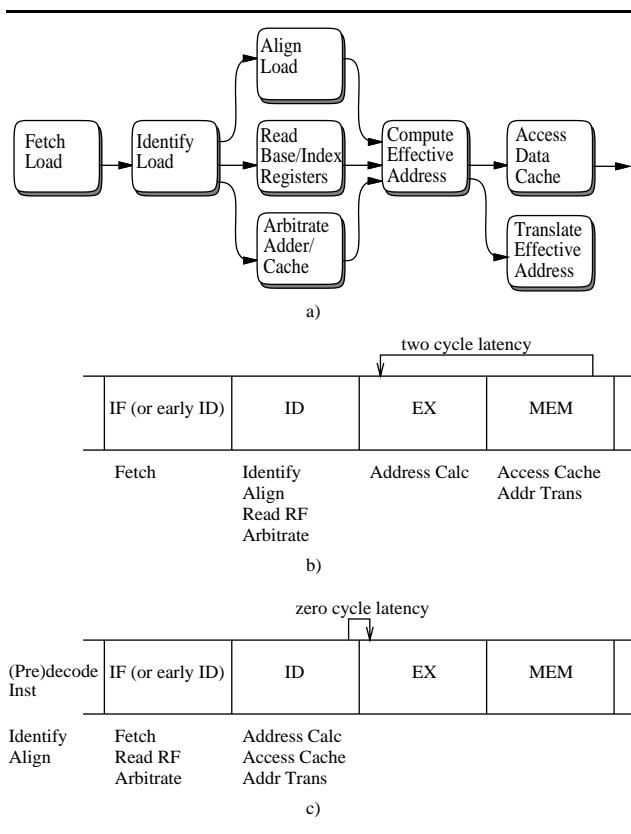 Align
Load
Fetch
Load
Identify
Load
Read
Base/Index
Registers
Compute
Effective
Address
Access
Data
Cache
Arbitrate
Adder/
Cache
Translate
Effective
Address
a)
two cycle latency
IF (or early ID)
ID
EX
MEM
Fetch
Identify
Align
Read RF
Arbitrate
Address Calc
Access Cache
Addr Trans
b)
zero cycle latency
(Pre)decode
Inst
IF (or early ID)
ID
EX
MEM
Identify
Align
Fetch
Read RF
Arbitrate
Address Calc
Access Cache
Addr Trans
c)